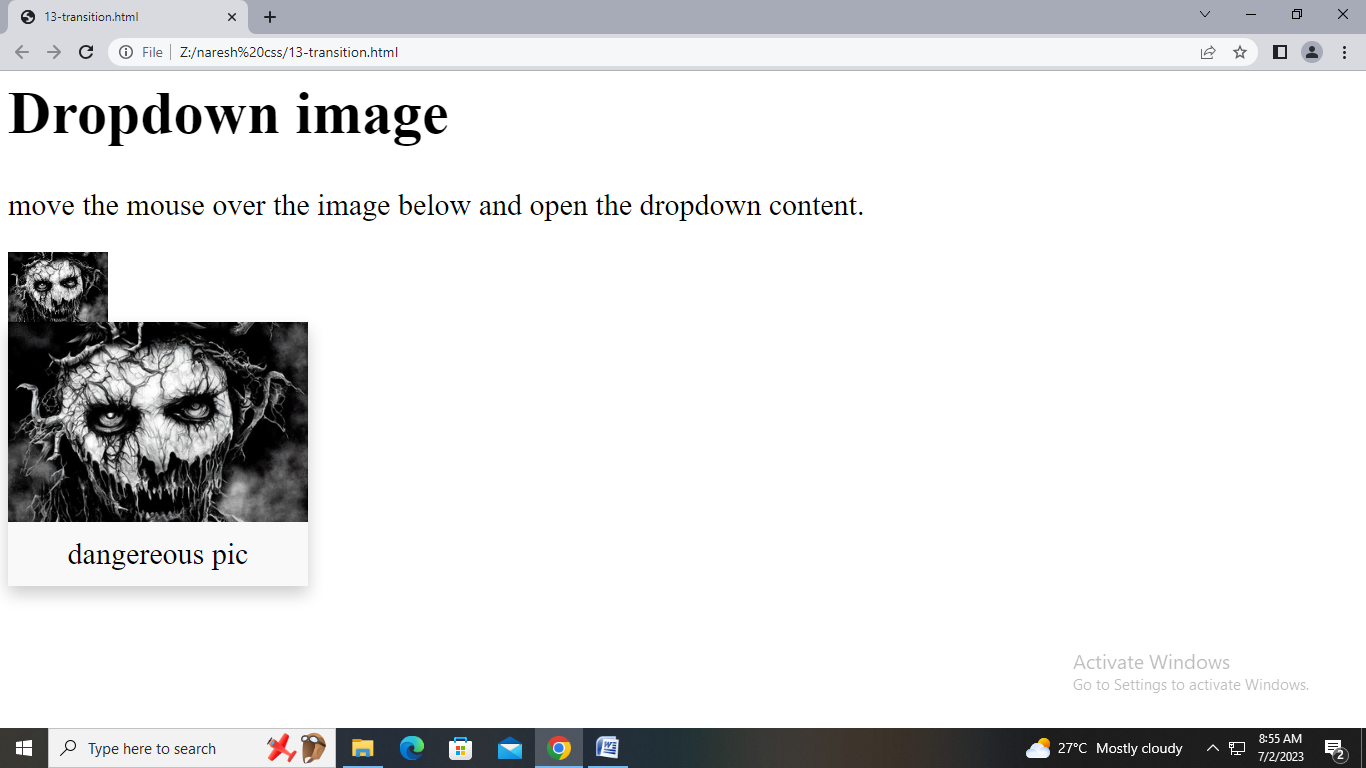 13-transition.html
File Z:/naresh%20css/13-transition.html
Dropdown image
move the mouse over the image below and open the dropdown content.
dangereous pic
Activate Windows
Go to Settings to activate Windows.
Type here to search
27°C Mostly cloudy
8:55 AM
7/2/2023
2